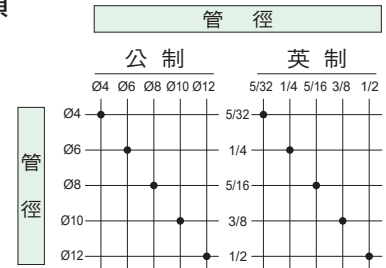 管 徑
公 制 英 制
Ø4 Ø6 Ø8 Ø10 Ø12 5/32 1/4 5/16 3/8 1/2
Ø4 5/32
Ø6 1/4
管
Ø8 5/16
徑
Ø10 3/8
Ø12 1/2